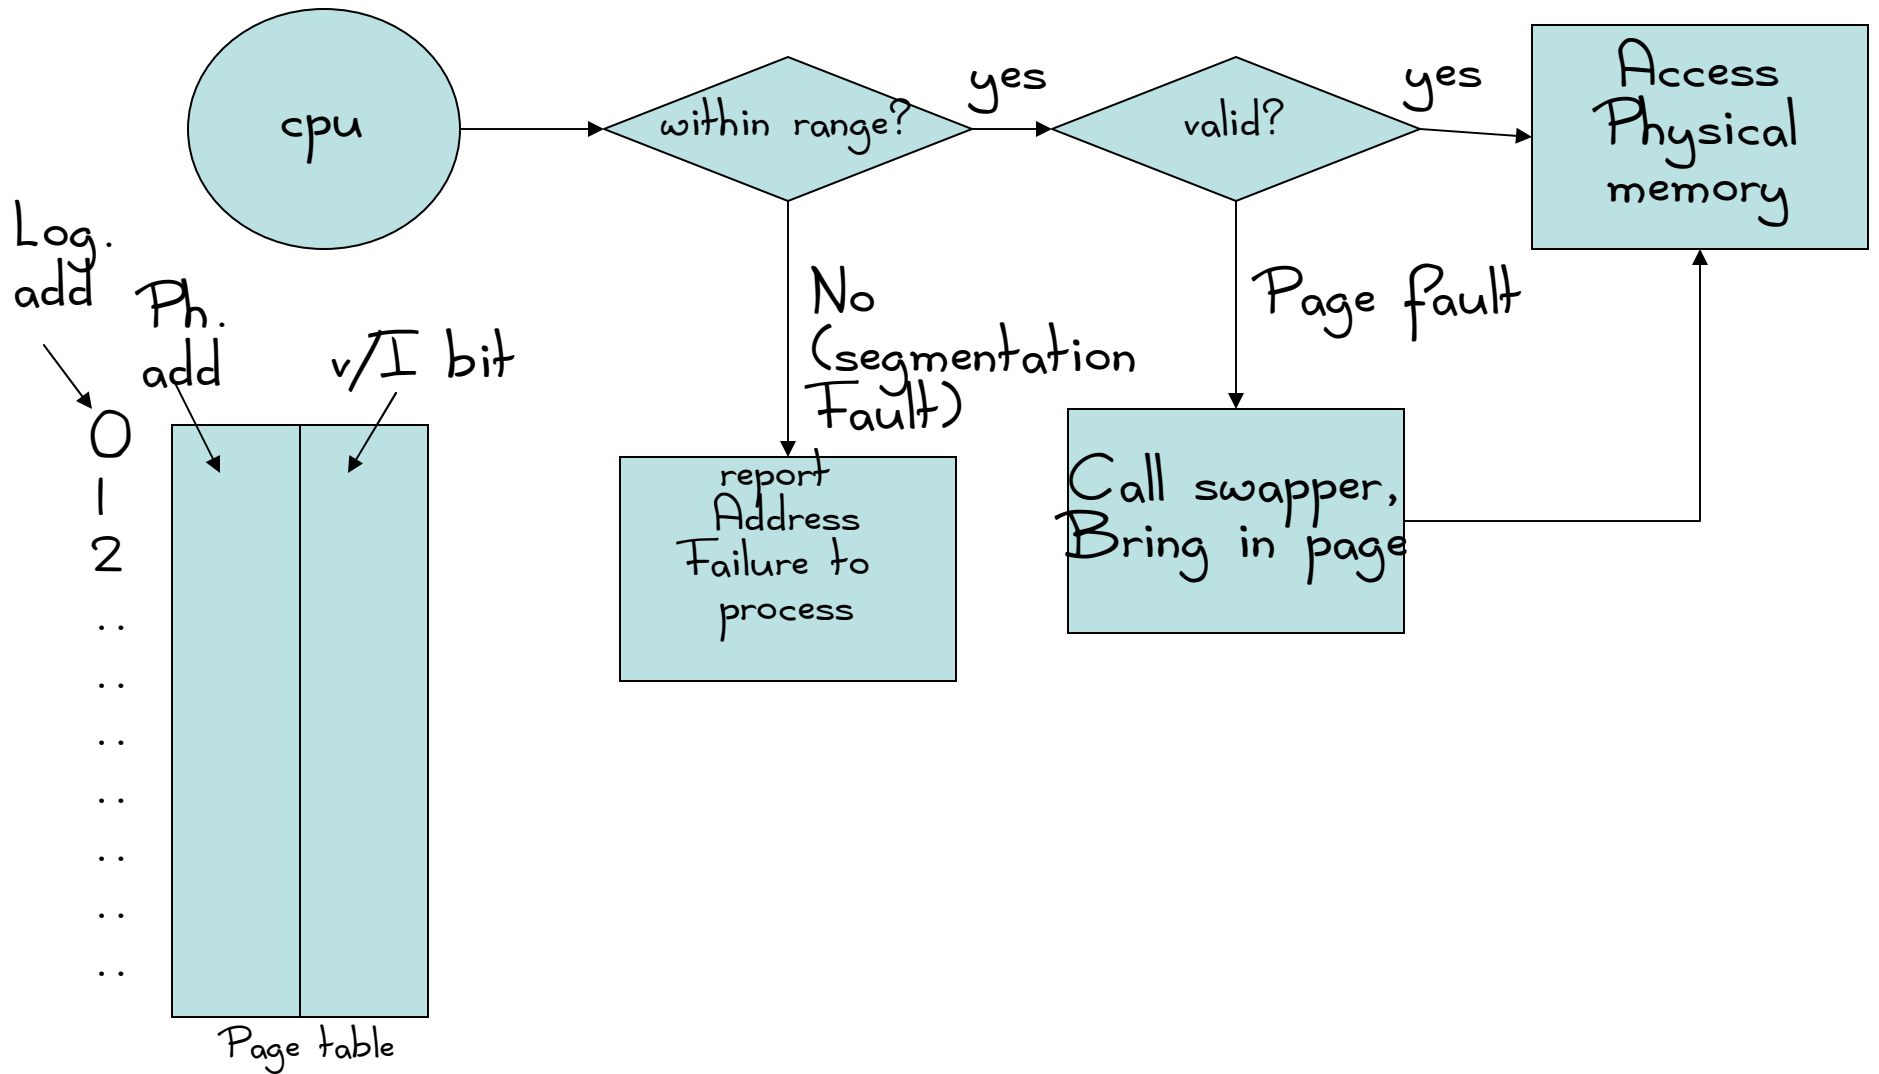 cpu
within range?
yes
valid?
yes
Access
Physical
memory
Log.
add
Ph.
add
v/I bit
No
(segmentation
Fault)
Page fault
0
1
2
..
..
..
..
..
..
..
report
Address
Failure to
process
Call swapper,
Bring in page
Page table